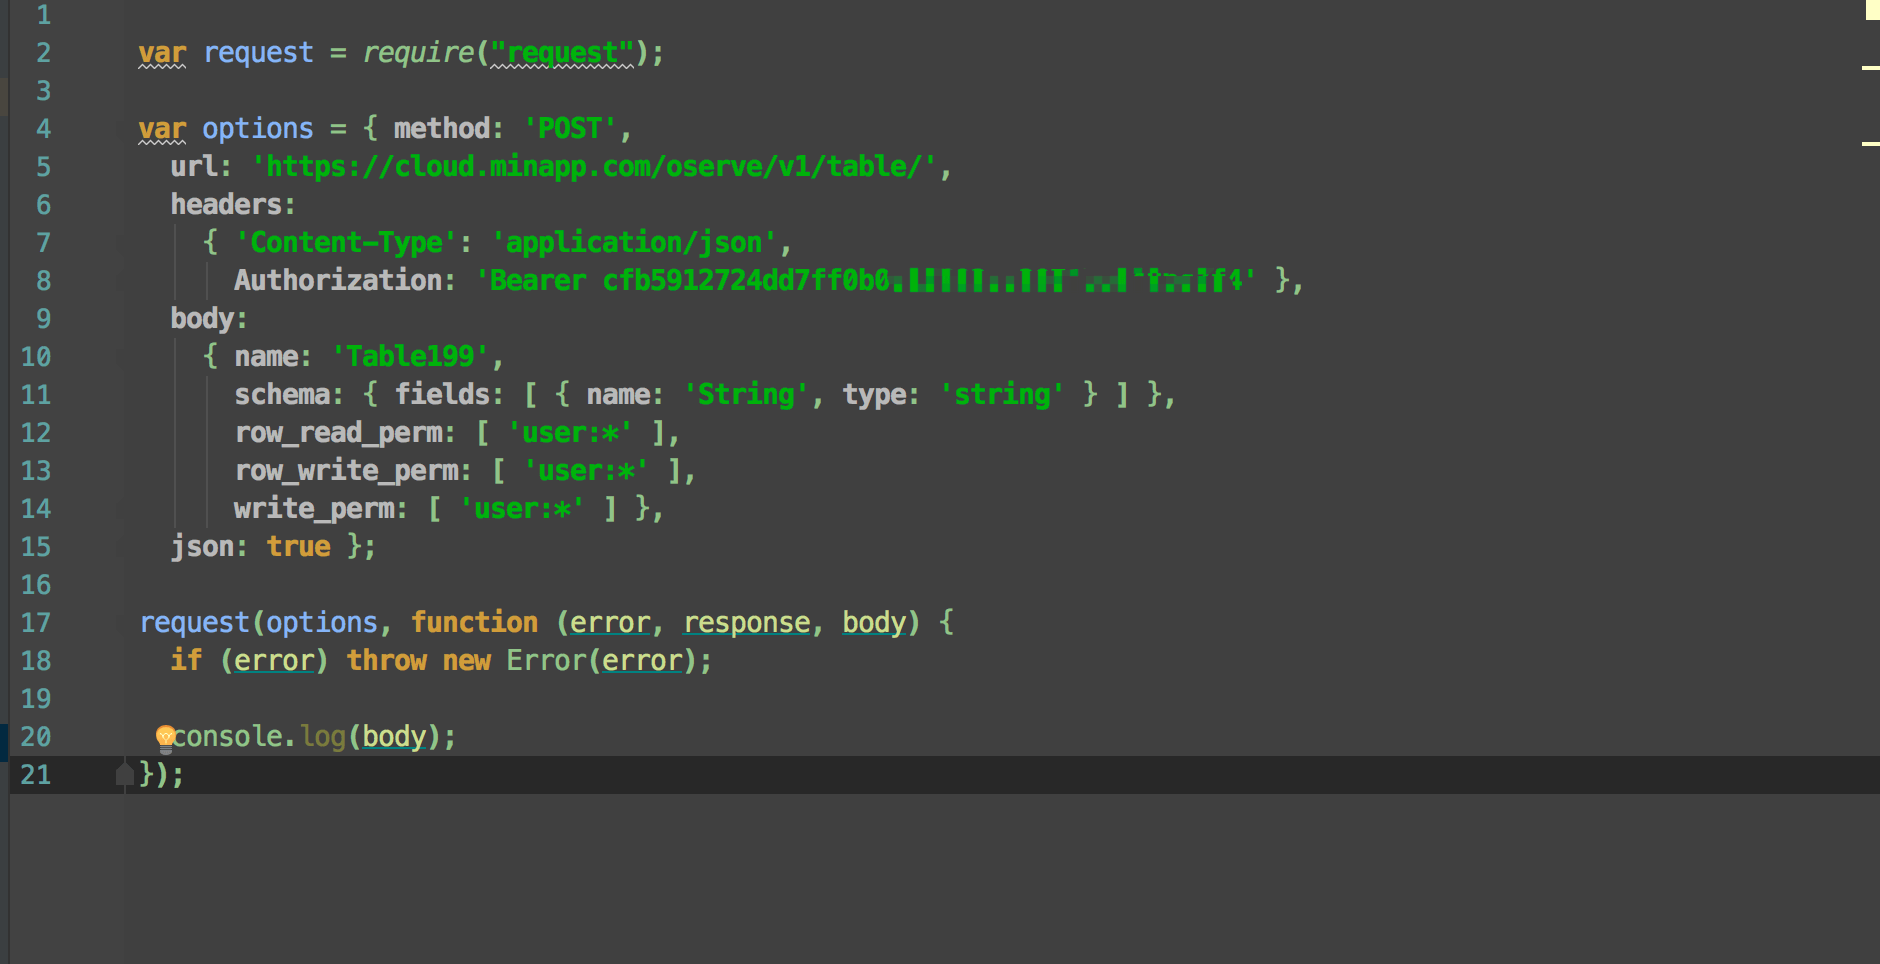 1
2 var request = require("request");
3
4 var options = { method: 'POST',
5 url: 'https://cloud.minapp.com/oserve/v1/table/',
6 headers:
7 { 'Content-Type': 'application/json',
8 Authorization: 'Bearer cfb5912724dd7ff0b0 f4' },
9 body:
10 { name: 'Table199',
11 schema: { fields: [ { name: 'String', type: 'string' } ] },
12 row_read_perm: [ 'user:*' ],
13 row_write_perm: [ 'user:*' ],
14 write_perm: [ 'user:*' ] },
15 json: true };
16
17 request(options, function (error, response, body) {
18 if (error) throw new Error(error);
19
20 console.log(body);
21 });